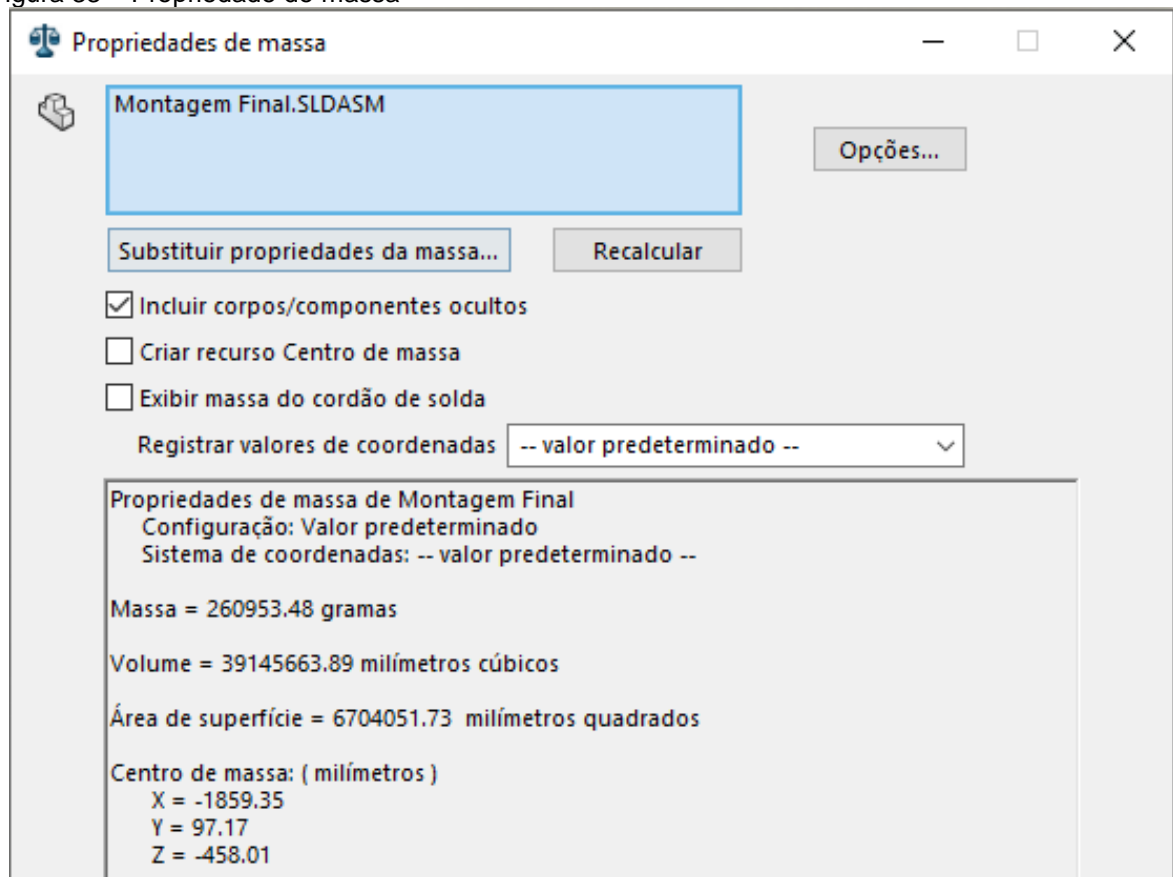 Propriedades de massa
Montagem Final.SLDASM
Opções...
Substituir propriedades da massa...
Recalcular
Incluir corpos/componentes ocultos
Criar recurso Centro de massa
Exibir massa do cordão de solda
Registrar valores de coordenadas
-- valor predeterminado --
Propriedades de massa de Montagem Final
Configuração: Valor predeterminado
Sistema de coordenadas: -- valor predeterminado --
Massa = 260953.48 gramas
Volume = 39145663.89 milímetros cúbicos
Área de superfície = 6704051.73 milímetros quadrados
Centro de massa: ( milímetros )
X = -1859.35
Y = 97.17
Z = -458.01